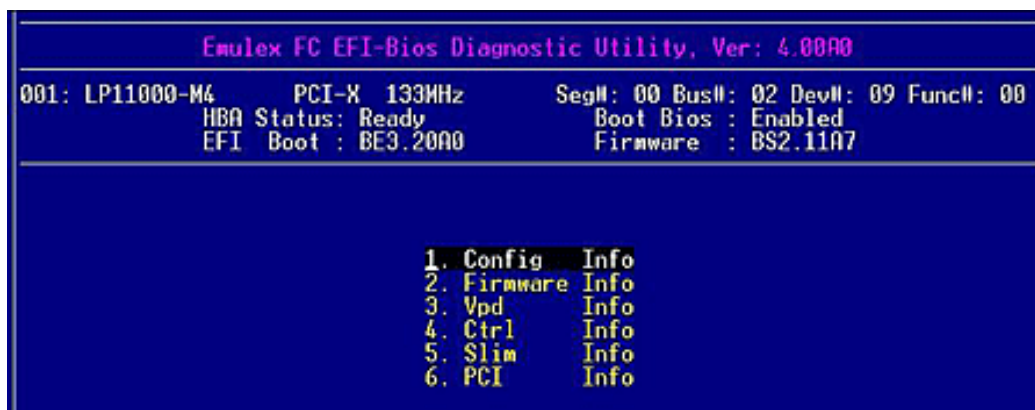 Emulex FC EFI-Bios Diagnostic Utility, Ver: 4.00A0
001: LP11000-M4 PCI-X 133MHz Seg#: 00 Bus#: 02 Dev#: 09 Func#: 00
HBA Status: Ready Boot Bios : Enabled
EFI Boot : BE3.20A0 Firmware : BS2.11A7
1. Config Info
2. Firmware Info
3. Vpd Info
4. Ctrl Info
5. Slim Info
6. PCI Info